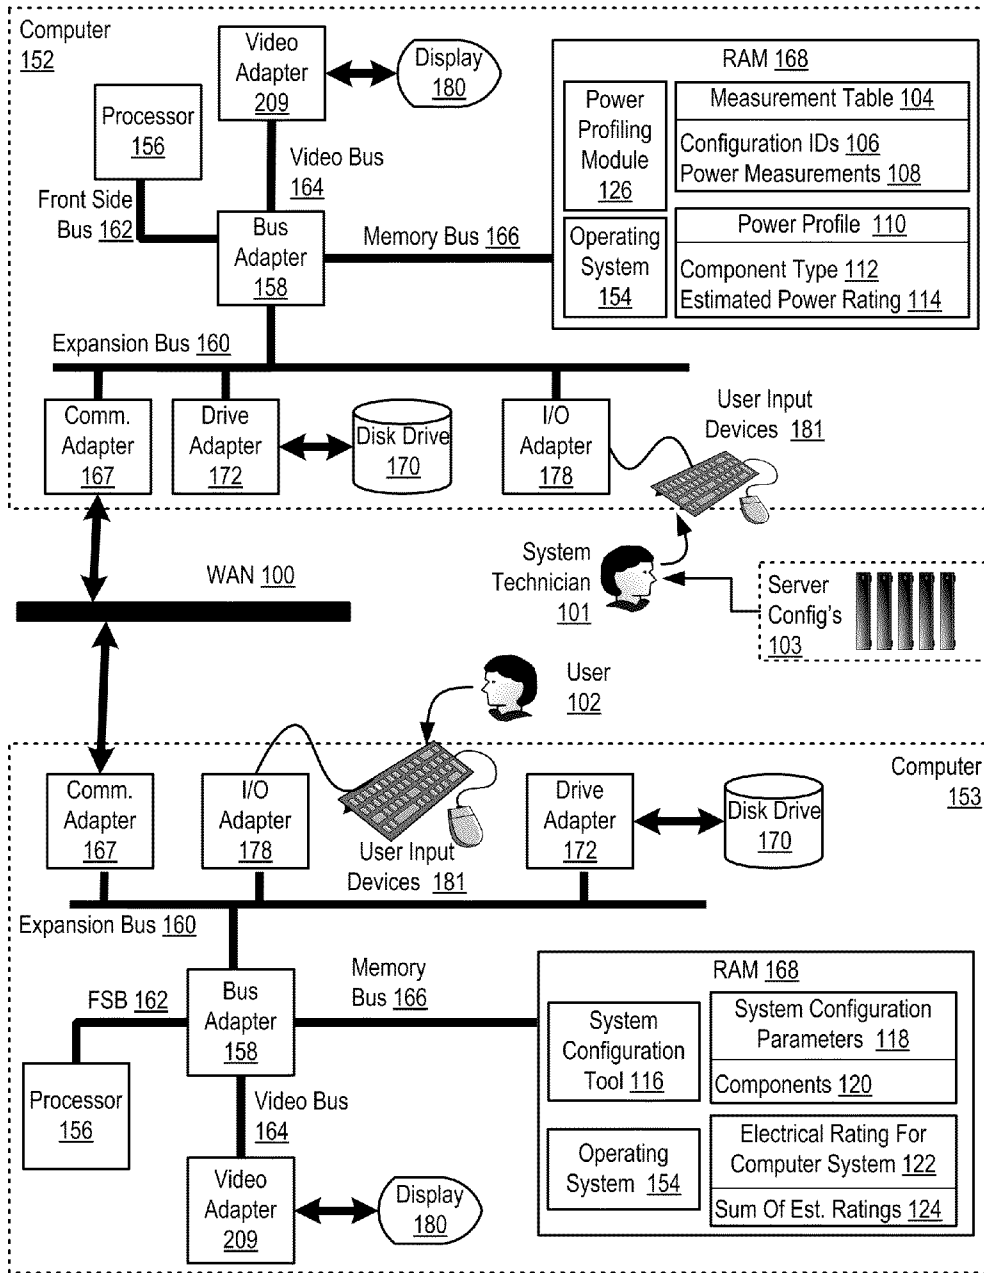 Computer
152
Video
Adapter
209
Display
180
Processor
156
Video Bus
164
Front Side
Bus 162
Bus
Adapter
158
Memory Bus 166
RAM 168
Power
Profiling
Module
126
Measurement Table 104
Configuration IDs 106
Power Measurements 108
Operating
System
154
Power Profile 110
Component Type 112
Estimated Power Rating 114
Expansion Bus 160
Comm.
Adapter
167
Drive
Adapter
172
Disk Drive
170
I/O
Adapter
178
User Input
Devices 181
WAN 100
System
Technician
101
Server
Config's
103
User
102
Computer
153
Comm.
Adapter
167
I/O
Adapter
178
User Input
Devices 181
Drive
Adapter
172
Disk Drive
170
Expansion Bus 160
FSB 162
Bus
Adapter
158
Memory
Bus 166
Processor
156
Video Bus
164
Video
Adapter
209
Display
180
RAM 168
System
Configuration
Tool 116
System Configuration
Parameters 118
Components 120
Operating
System 154
Electrical Rating For
Computer System 122
Sum Of Est. Ratings 124